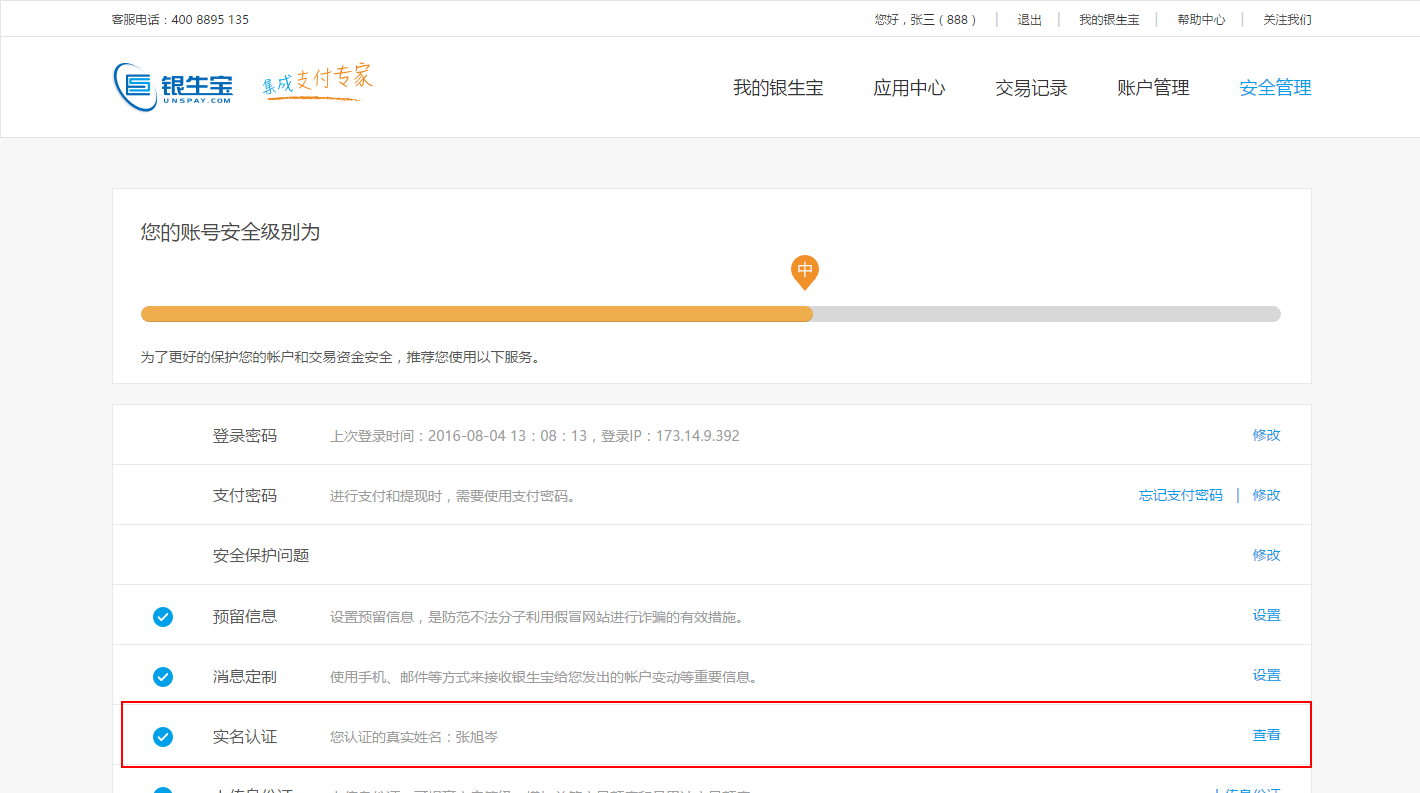 客服电话：400 8895 135
您好，张三（888 ） | 退出 | 我的银生宝 | 帮助中心 | 关注我们
银生宝
UNSPAY.COM
集成支付专家
我的银生宝 应用中心 交易记录 账户管理 安全管理
您的账号安全级别为
中
为了更好的保护您的帐户和交易资金安全，推荐您使用以下服务。
登录密码 上次登录时间：2016-08-04 13：08：13，登录IP：173.14.9.392 修改
支付密码 进行支付和提现时，需要使用支付密码。 忘记支付密码 | 修改
安全保护问题 修改
预留信息 设置预留信息，是防范不法分子利用假冒网站进行诈骗的有效措施。 设置
消息定制 使用手机、邮件等方式来接收银生宝给您发出的帐户变动等重要信息。 设置
实名认证 您认证的真实姓名：张旭岑 查看